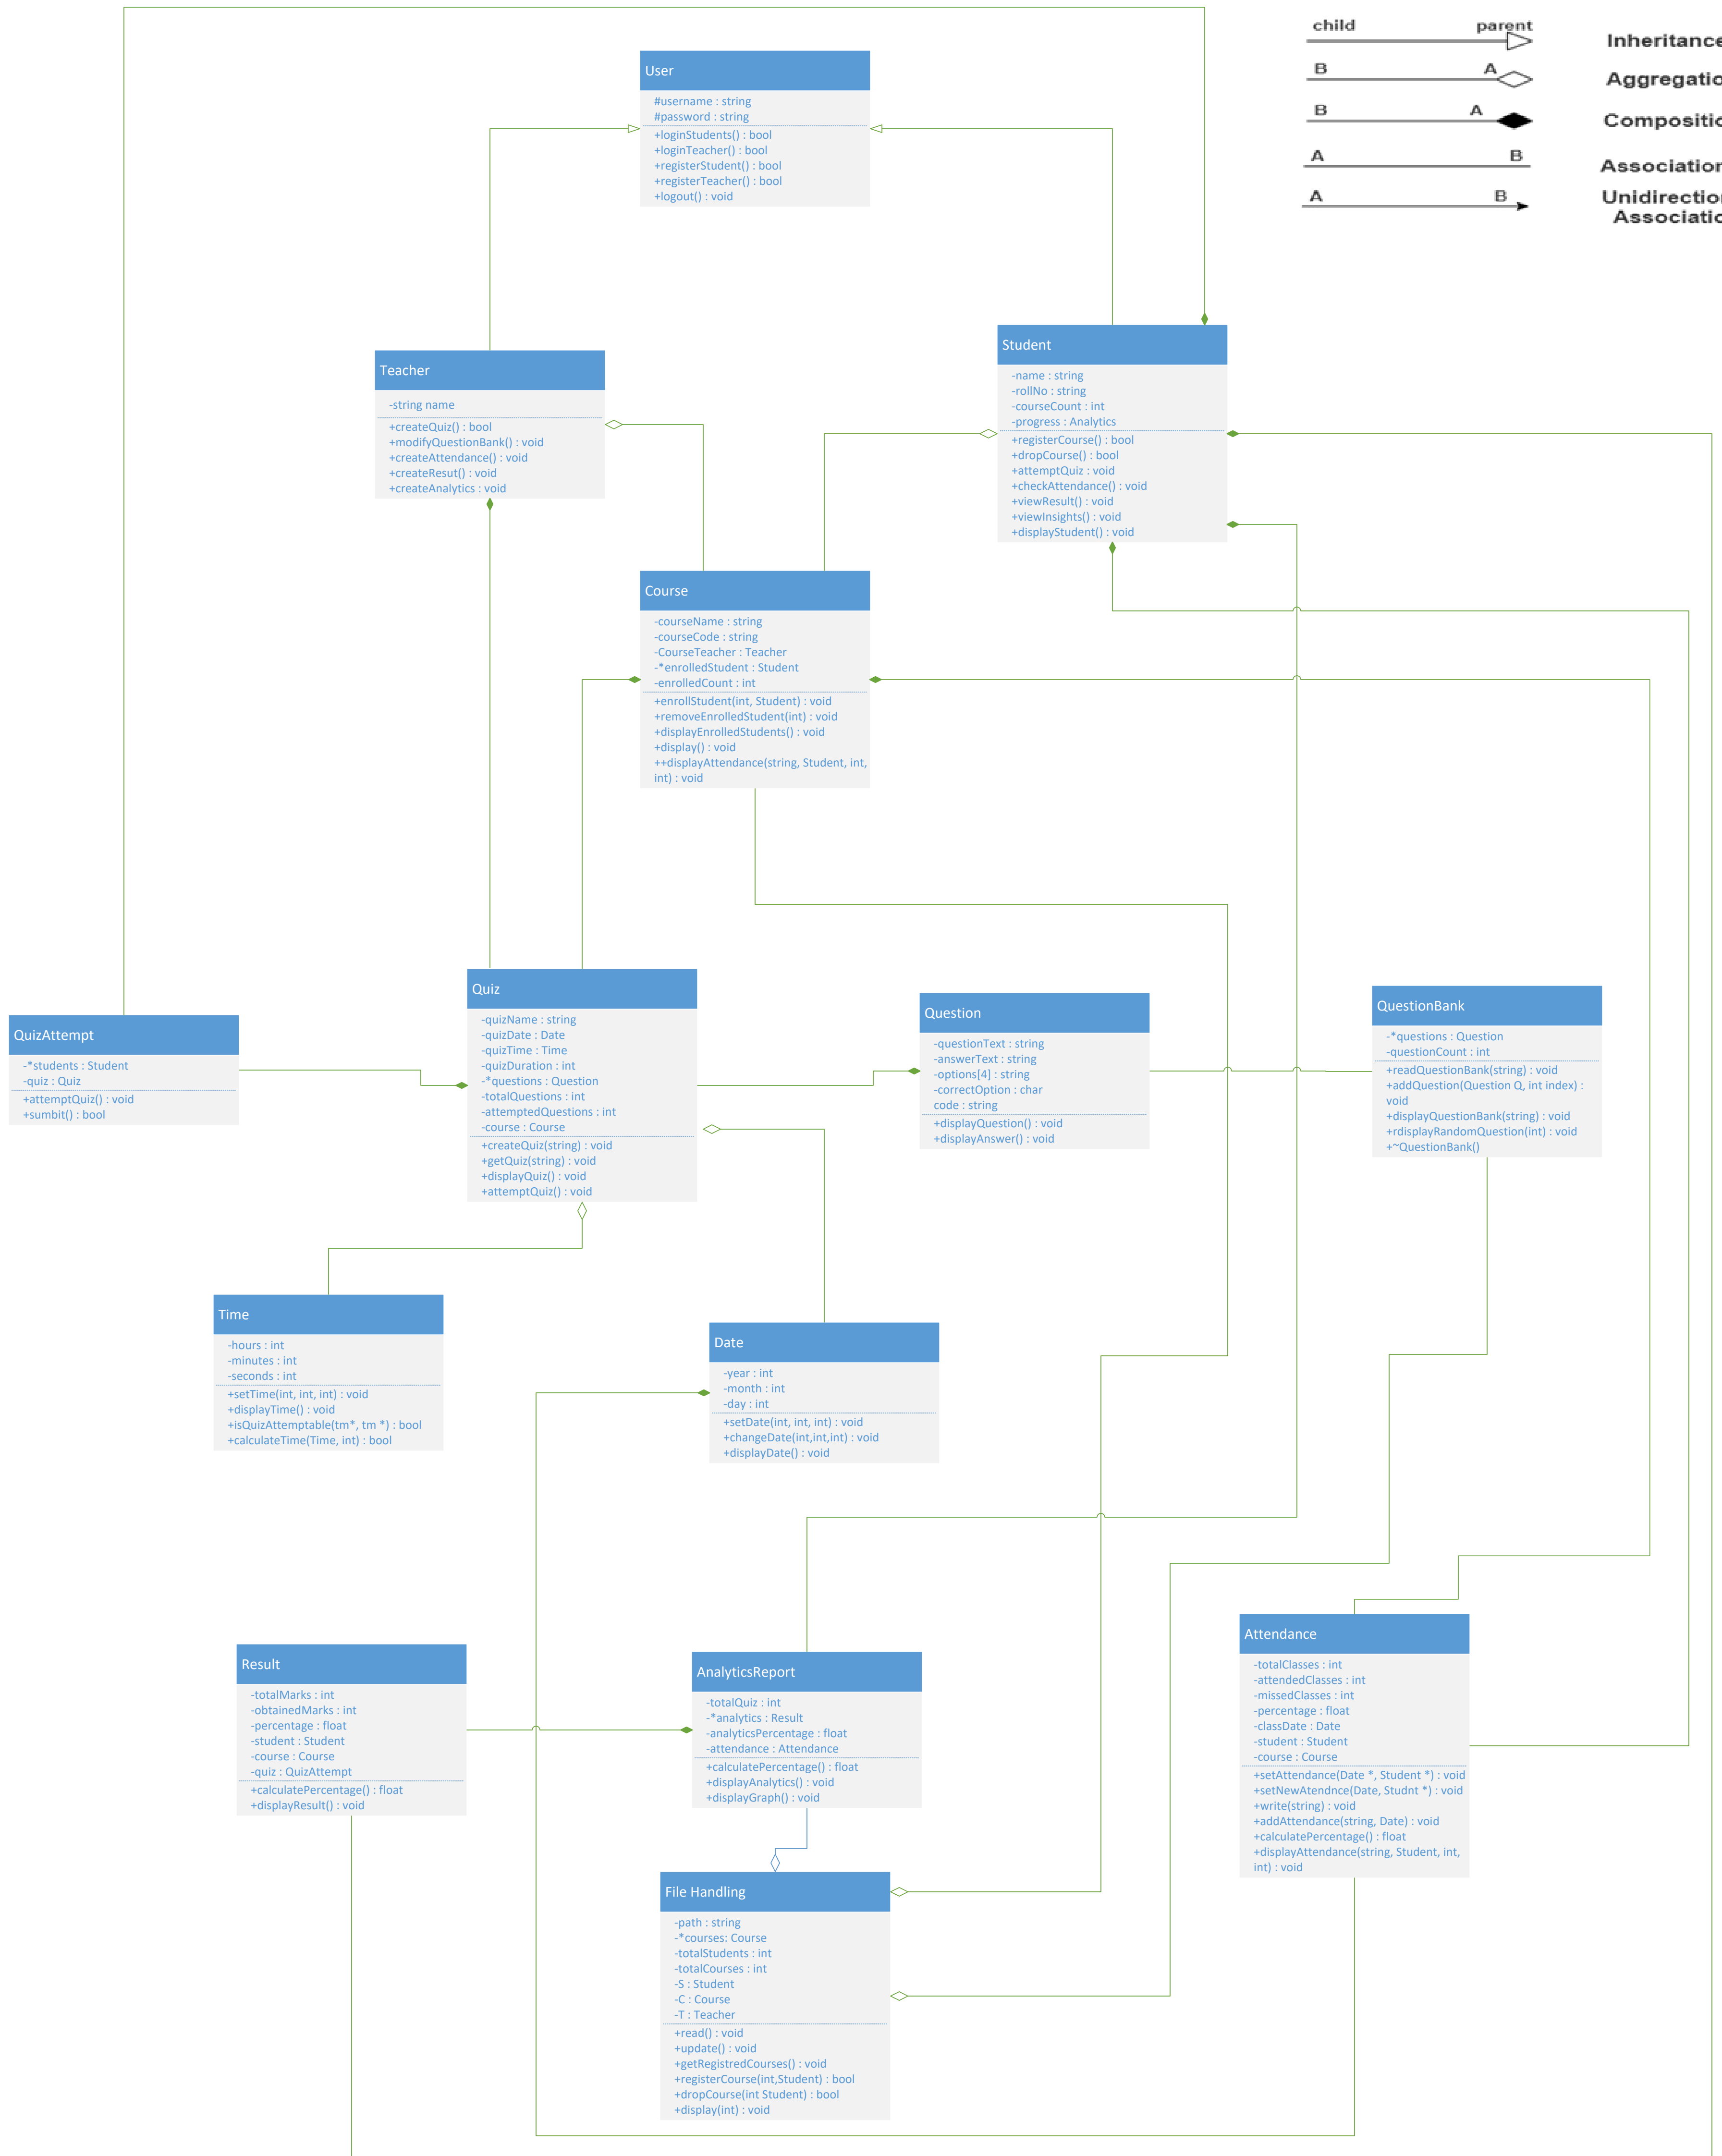 child parent
Inheritance
B A
Aggregatio
B A
Compositio
A B
Association
A B
Unidirection
Associatio
User
#username : string
#password : string
+loginStudents() : bool
+loginTeacher() : bool
+registerStudent() : bool
+registerTeacher() : bool
+logout() : void
Teacher
-string name
+createQuiz() : bool
+modifyQuestionBank() : void
+createAttendance() : void
+createResut() : void
+createAnalytics : void
Student
-name : string
-rollNo : string
-courseCount : int
-progress : Analytics
+registerCourse() : bool
+dropCourse() : bool
+attemptQuiz : void
+checkAttendance() : void
+viewResult() : void
+viewInsights() : void
+displayStudent() : void
Course
-courseName : string
-courseCode : string
-CourseTeacher : Teacher
-*enrolledStudent : Student
-enrolledCount : int
+enrollStudent(int, Student) : void
+removeEnrolledStudent(int) : void
+displayEnrolledStudents() : void
+display() : void
++displayAttendance(string, Student, int,
int) : void
QuizAttempt
-*students : Student
-quiz : Quiz
+attemptQuiz() : void
+sumbit() : bool
Quiz
-quizName : string
-quizDate : Date
-quizTime : Time
-quizDuration : int
-*questions : Question
-totalQuestions : int
-attemptedQuestions : int
-course : Course
+createQuiz(string) : void
+getQuiz(string) : void
+displayQuiz() : void
+attemptQuiz() : void
Question
-questionText : string
-answerText : string
-options[4] : string
-correctOption : char
code : string
+displayQuestion() : void
+displayAnswer() : void
QuestionBank
-*questions : Question
-questionCount : int
+readQuestionBank(string) : void
+addQuestion(Question Q, int index) :
void
+displayQuestionBank(string) : void
+rdisplayRandomQuestion(int) : void
+~QuestionBank()
Time
-hours : int
-minutes : int
-seconds : int
+setTime(int, int, int) : void
+displayTime() : void
+isQuizAttemptable(tm*, tm *) : bool
+calculateTime(Time, int) : bool
Date
-year : int
-month : int
-day : int
+setDate(int, int, int) : void
+changeDate(int,int,int) : void
+displayDate() : void
Result
-totalMarks : int
-obtainedMarks : int
-percentage : float
-student : Student
-course : Course
-quiz : QuizAttempt
+calculatePercentage() : float
+displayResult() : void
AnalyticsReport
-totalQuiz : int
-*analytics : Result
-analyticsPercentage : float
-attendance : Attendance
+calculatePercentage() : float
+displayAnalytics() : void
+displayGraph() : void
Attendance
-totalClasses : int
-attendedClasses : int
-missedClasses : int
-percentage : float
-classDate : Date
-student : Student
-course : Course
+setAttendance(Date *, Student *) : void
+setNewAtendnce(Date, Studnt *) : void
+write(string) : void
+addAttendance(string, Date) : void
+calculatePercentage() : float
+displayAttendance(string, Student, int,
int) : void
File Handling
-path : string
-*courses: Course
-totalStudents : int
-totalCourses : int
-S : Student
-C : Course
-T : Teacher
+read() : void
+update() : void
+getRegistredCourses() : void
+registerCourse(int,Student) : bool
+dropCourse(int Student) : bool
+display(int) : void